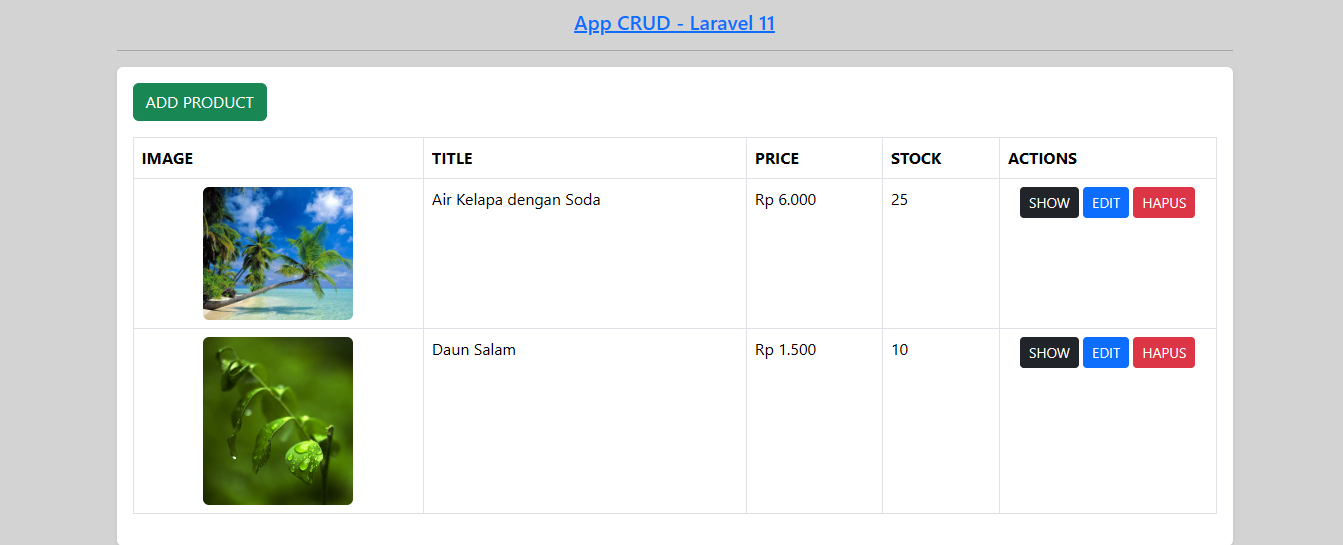 App CRUD - Laravel 11
ADD PRODUCT
IMAGE TITLE PRICE STOCK ACTIONS
Air Kelapa dengan Soda Rp 6.000 25 SHOW EDIT HAPUS
Daun Salam Rp 1.500 10 SHOW EDIT HAPUS